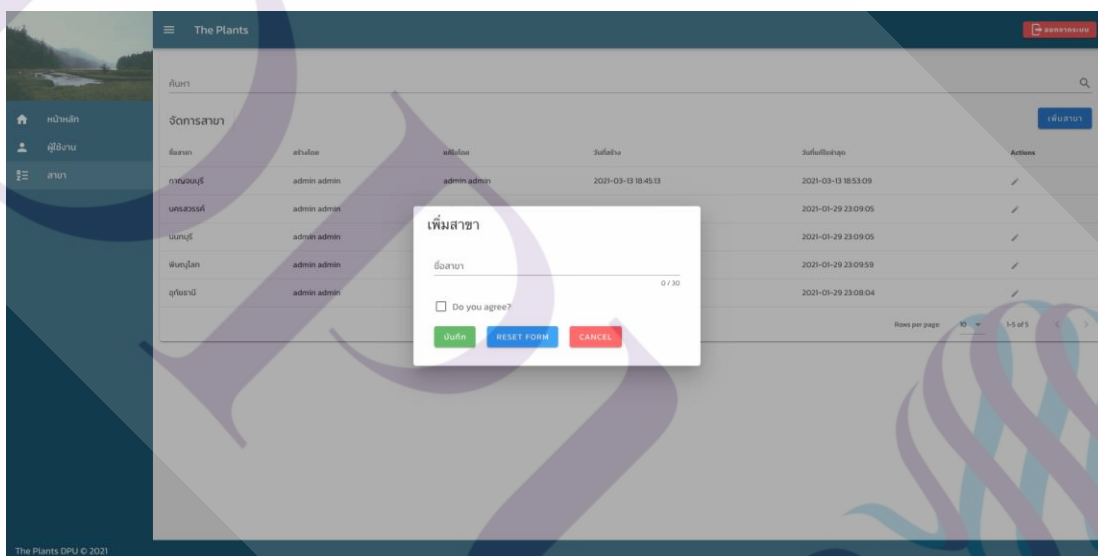 The Plants
ออกจากระบบ
ค้นหา
หน้าหลัก
ผู้ใช้งาน
สาขา
จัดการสาขา
เพิ่มสาขา
ชื่อสาขา สร้างโดย แก้ไขโดย วันที่สร้าง วันที่แก้ไขล่าสุด Actions
กาญจนบุรี admin admin admin admin 2021-03-13 18:45:13 2021-03-13 18:53:09
นครสวรรค์ admin admin 2021-01-29 23:09:05
นนทบุรี admin admin 2021-01-29 23:09:05
พิษณุโลก admin admin 2021-01-29 23:09:59
อุทัยธานี admin admin 2021-01-29 23:08:04
Rows per page: 10 1-5 of 5
เพิ่มสาขา
ชื่อสาขา
0 / 30
Do you agree?
บันทึก RESET FORM CANCEL
The Plants DPU © 2021